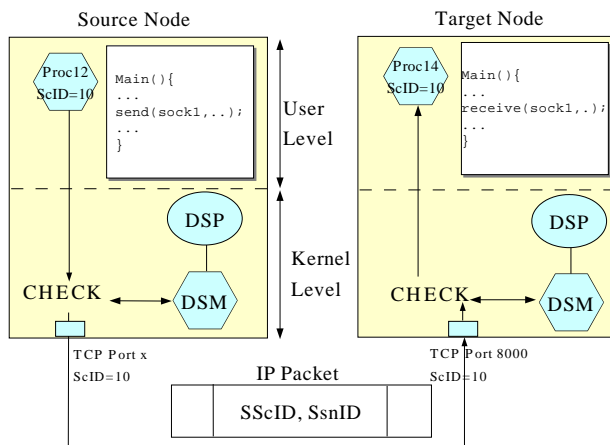 Source Node
Target Node
Proc12
ScID=10
Main(){
...
send(sock1,..);
...
}
User
Level
Proc14
ScID=10
Main(){
...
receive(sock1,.);
...
}
DSP
Kernel
Level
CHECK
DSM
DSP
CHECK
DSM
TCP Port x
ScID=10
IP Packet
TCP Port 8000
ScID=10
SScID, SsnID